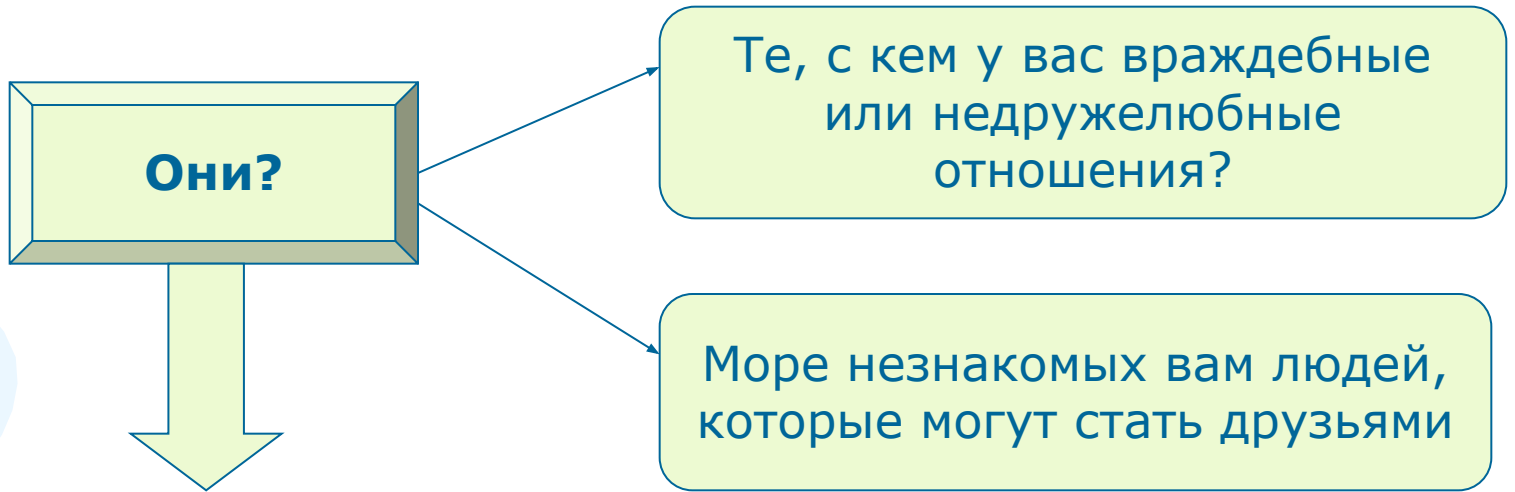 Они?
Те, с кем у вас враждебные
или недружелюбные
отношения?
Море незнакомых вам людей,
которые могут стать друзьями